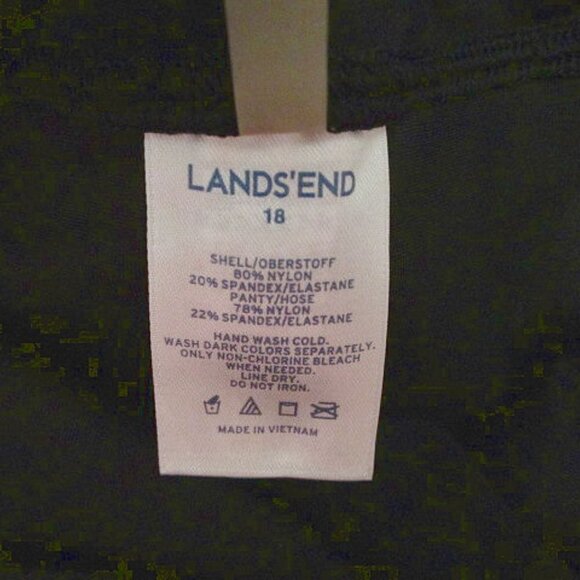 LANDS'END
18
SHELL/OBERSTOFF
80% NYLON
20% SPANDEX/ELASTANE
PANTY/HOSE
78% NYLON
22% SPANDEX/ELASTANE
HAND WASH COLD.
WASH DARK COLORS SEPARATELY.
ONLY NON-CHLORINE BLEACH
WHEN NEEDED.
LINE DRY.
DO NOT IRON.
MADE IN VIETNAM